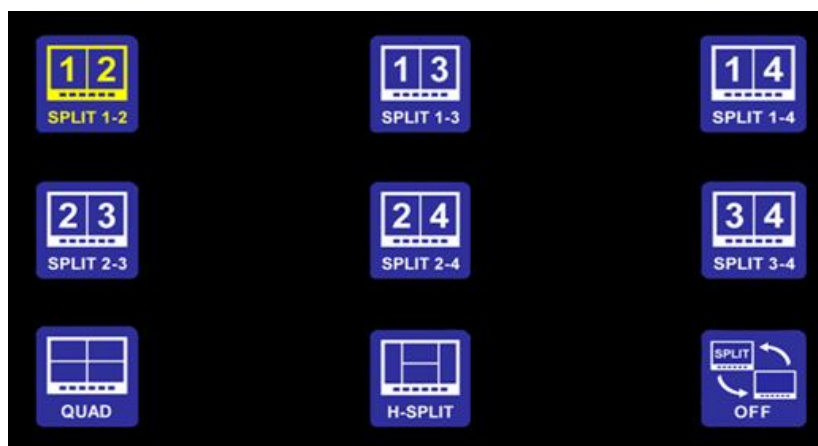 1 2
SPLIT 1-2
1 3
SPLIT 1-3
1 4
SPLIT 1-4
2 3
SPLIT 2-3
2 4
SPLIT 2-4
3 4
SPLIT 3-4
QUAD
H-SPLIT
SPLIT
OFF